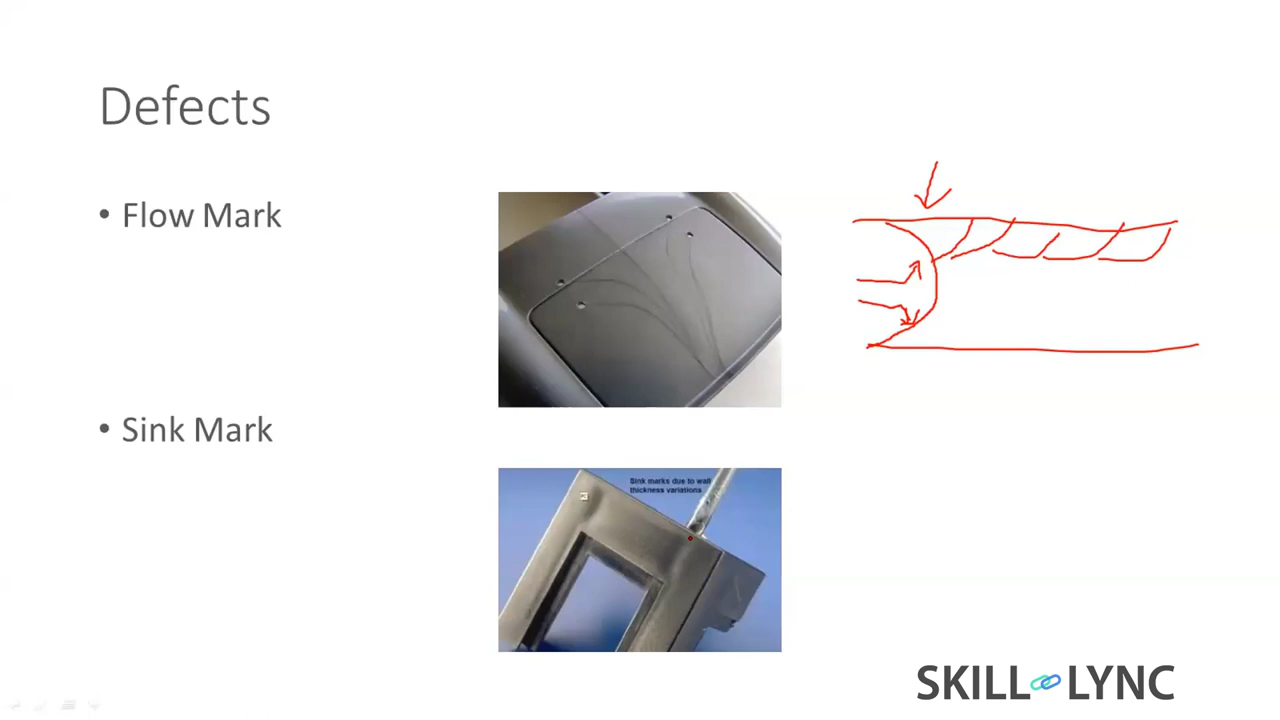 Defects
• Flow Mark
• Sink Mark
Sink marks due to wall
thickness variations
SKILL LYNC